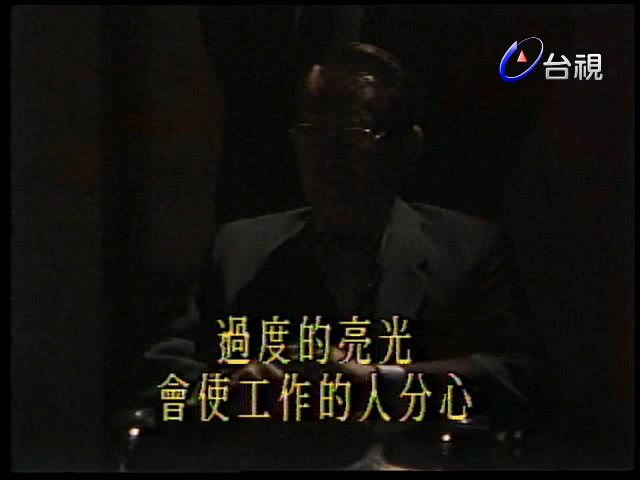 台視
過度的亮光
會使工作的人分心